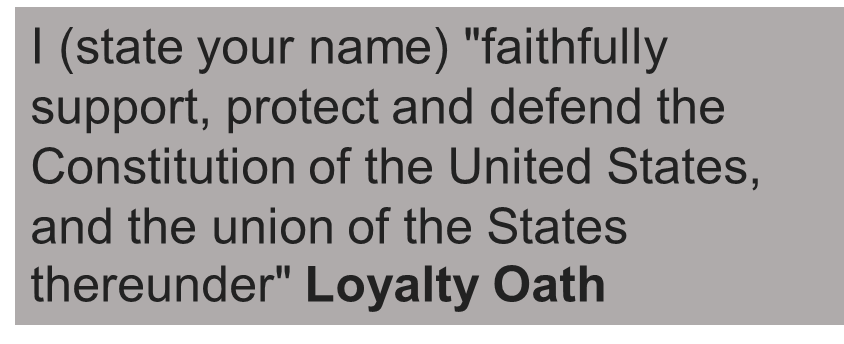 I (state your name) "faithfully
support, protect and defend the
Constitution of the United States,
and the union of the States
thereunder" Loyalty Oath